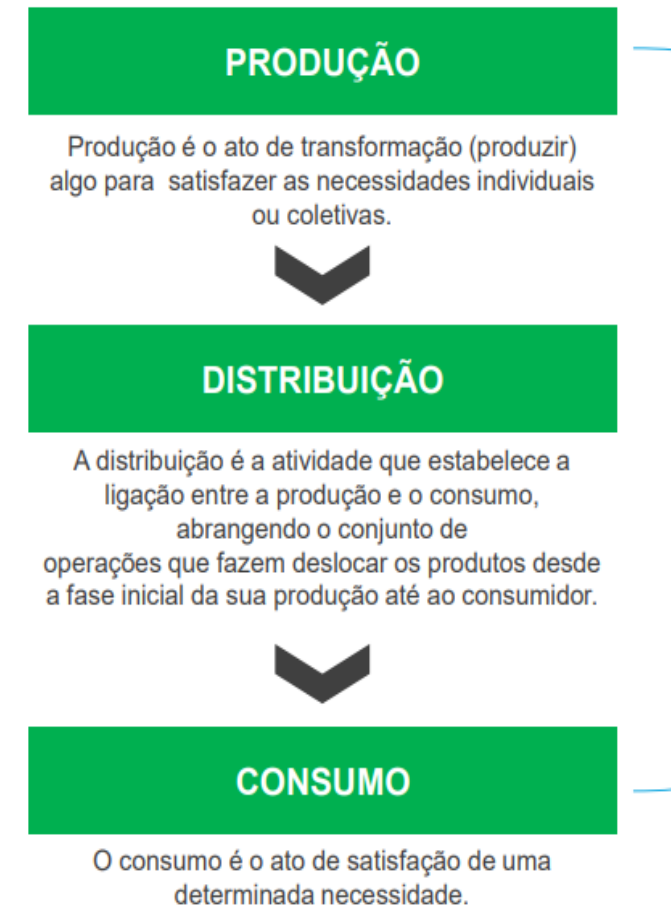 PRODUÇÃO
Produção é o ato de transformação (produzir)
algo para satisfazer as necessidades individuais
ou coletivas.
DISTRIBUIÇÃO
A distribuição é a atividade que estabelece a
ligação entre a produção e o consumo,
abrangendo o conjunto de
operações que fazem deslocar os produtos desde
a fase inicial da sua produção até ao consumidor.
CONSUMO
O consumo é o ato de satisfação de uma
determinada necessidade.